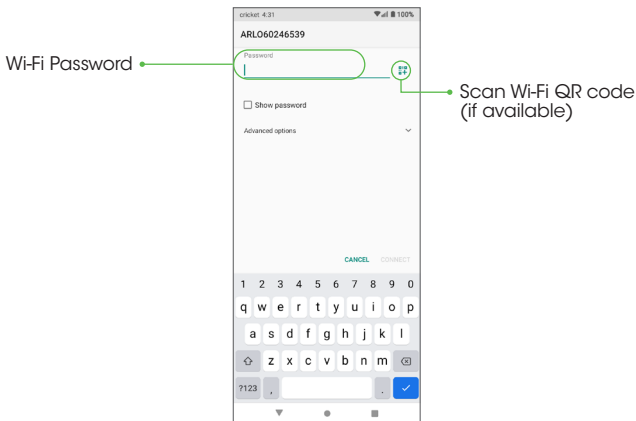 cricket 4:31 100%
ARLO60246539
Password
Wi-Fi Password
Scan Wi-Fi QR code
(if available)
Show password
Advanced options
CANCEL CONNECT
1 2 3 4 5 6 7 8 9 0
q w e r t y u i o p
a s d f g h j k l
z x c v b n m
?123 , .